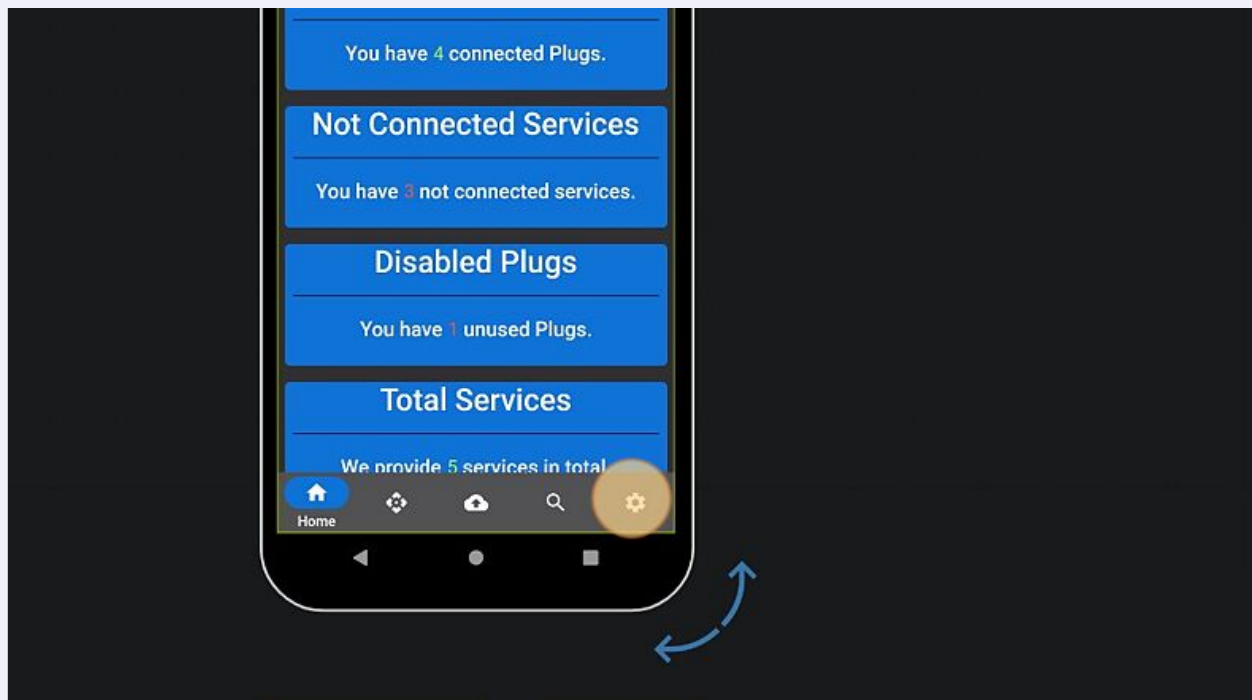 You have 4 connected Plugs.
Not Connected Services
You have 3 not connected services.
Disabled Plugs
You have 1 unused Plugs.
Total Services
We provide 5 services in total
Home